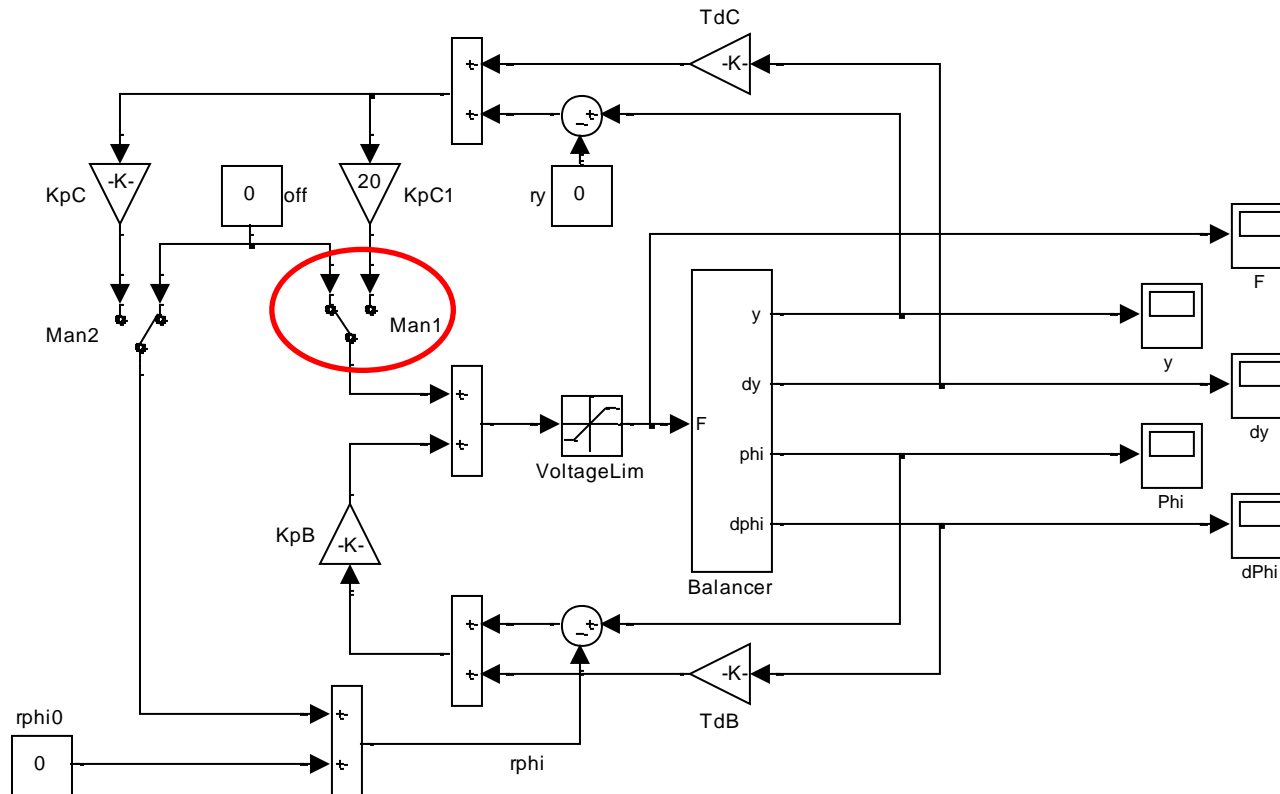 TdC
+
-K-
+
- +
KpC
-K-
0
off
20
KpC1
ry
0
F
Man2
Man1
y
y
+
dy
dy
F
+
VoltageLim
phi
Phi
KpB
-K-
dphi
dPhi
Balancer
+
- +
+
-K-
TdB
rphi0
+
0
+
rphi